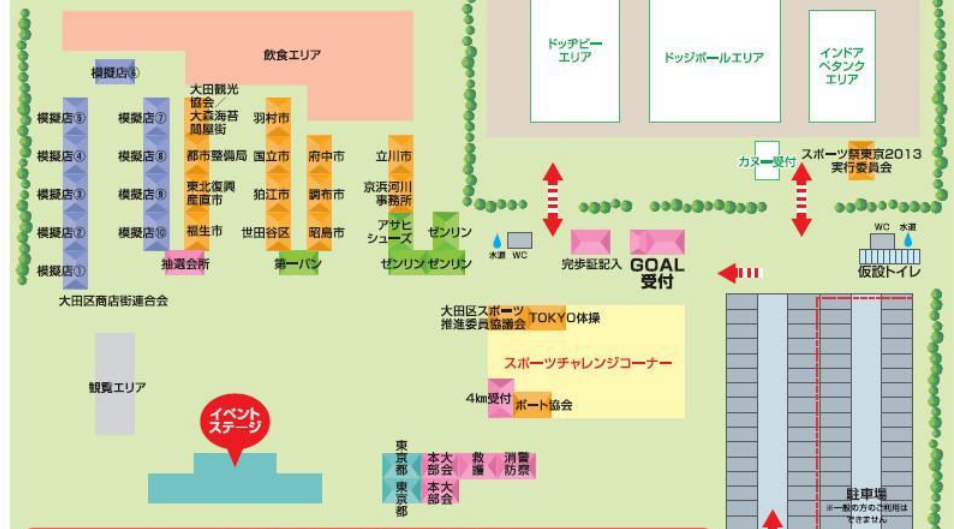 飲食エリア
ドッヂビー
エリア
ドッジボールエリア
インドア
ペタンク
エリア
模擬店⑥
大田観光
協会／
大森海苔
問屋街
羽村市
模擬店⑤
模擬店⑦
模擬店④
模擬店⑧
都市整備局
国立市
府中市
立川市
カヌー受付
スポーツ祭東京2013
実行委員会
模擬店③
模擬店⑨
東北復興
産直市
狛江市
調布市
京浜河川
事務所
模擬店②
模擬店⑩
福生市
世田谷区
昭島市
アサヒ
シューズ
ゼンリン
水道
WC
WC
水道
模擬店①
抽選会所
第一パン
ゼンリン
ゼンリン
完歩証記入
GOAL
受付
仮設トイレ
大田区商店街連合会
大田区スポーツ
推進委員協議会
TOKYO体操
スポーツチャレンジコーナー
観覧エリア
4km受付
ボート協会
イベント
ステージ
東京都
大会本部
救護
警察
消防
東京都
大会本部
駐車場
※一般の方のご利用は
できません